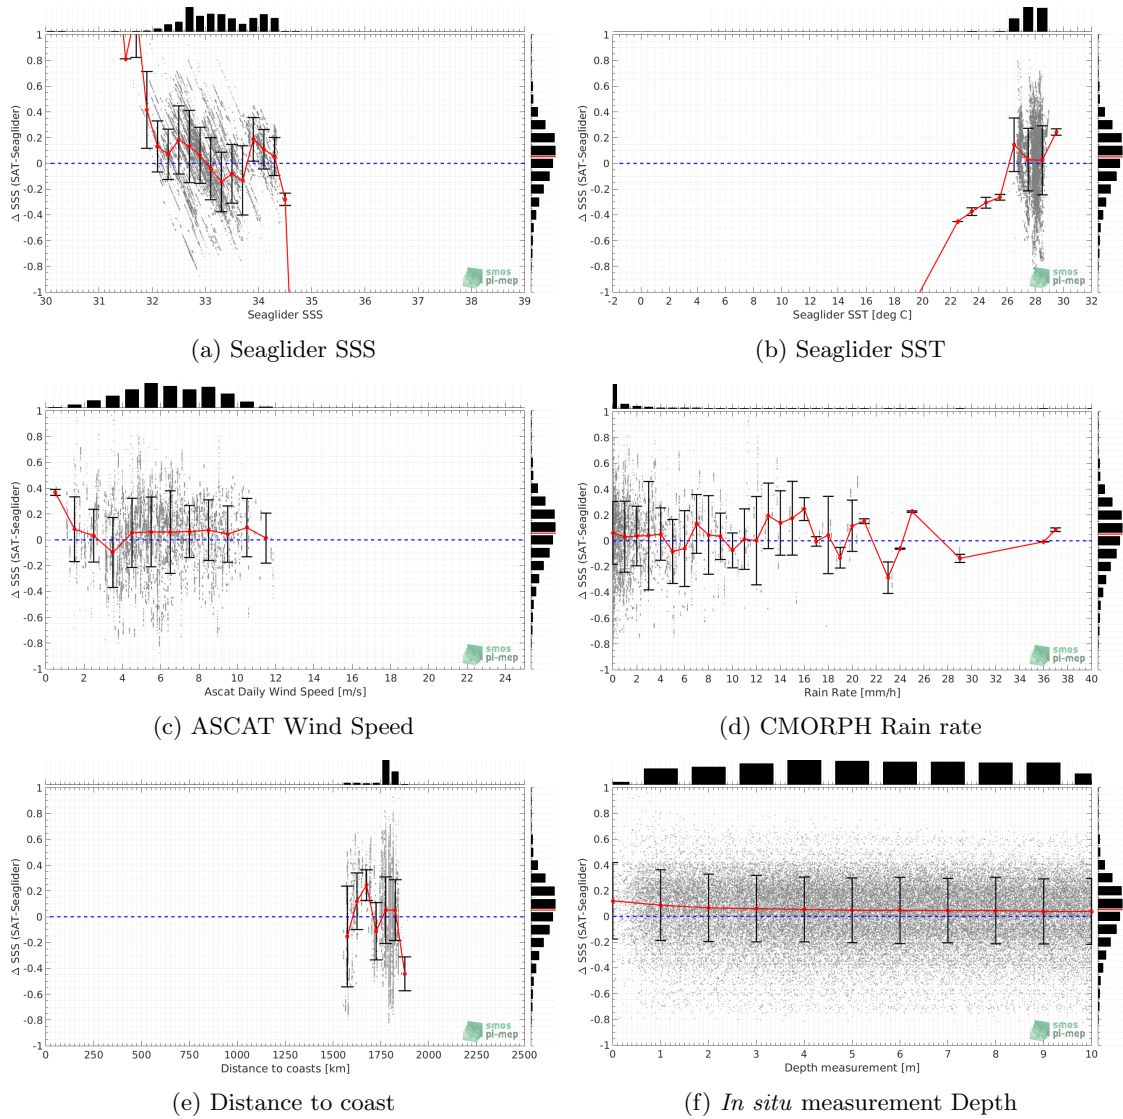 1
0.8
0.6
0.4
0.2
0
-0.2
-0.4
-0.6
-0.8
-1
Δ SSS (SAT-Seaglider)
30 31 32 33 34 35 36 37 38 39
Seaglider SSS
smos
pi-mep
(a) Seaglider SSS
1
0.8
0.6
0.4
0.2
0
-0.2
-0.4
-0.6
-0.8
-1
Δ SSS (SAT-Seaglider)
-2 0 2 4 6 8 10 12 14 16 18 20 22 24 26 28 30 32
Seaglider SST [deg C]
smos
pi-mep
(b) Seaglider SST
1
0.8
0.6
0.4
0.2
0
-0.2
-0.4
-0.6
-0.8
-1
Δ SSS (SAT-Seaglider)
0 2 4 6 8 10 12 14 16 18 20 22 24
Ascat Daily Wind Speed [m/s]
smos
pi-mep
(c) ASCAT Wind Speed
1
0.8
0.6
0.4
0.2
0
-0.2
-0.4
-0.6
-0.8
-1
Δ SSS (SAT-Seaglider)
0 2 4 6 8 10 12 14 16 18 20 22 24 26 28 30 32 34 36 38 40
Rain Rate [mm/h]
smos
pi-mep
(d) CMORPH Rain rate
1
0.8
0.6
0.4
0.2
0
-0.2
-0.4
-0.6
-0.8
-1
Δ SSS (SAT-Seaglider)
0 250 500 750 1000 1250 1500 1750 2000 2250 2500
Distance to coasts [km]
smos
pi-mep
(e) Distance to coast
1
0.8
0.6
0.4
0.2
0
-0.2
-0.4
-0.6
-0.8
-1
Δ SSS (SAT-Seaglider)
0 1 2 3 4 5 6 7 8 9 10
Depth measurement [m]
smos
pi-mep
(f) In situ measurement Depth